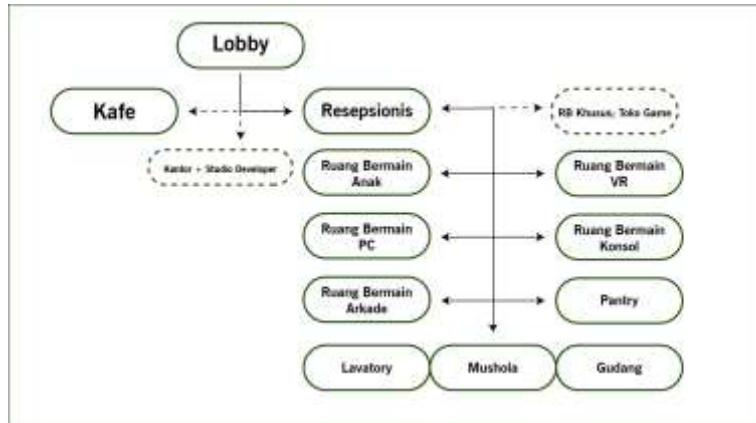 Lobby
Kafe
Resepsionis
RB Khusus, Toko Game
Kantor + Studio Developer
Ruang Bermain
Anak
Ruang Bermain
VR
Ruang Bermain
PC
Ruang Bermain
Konsol
Ruang Bermain
Arkade
Pantry
Lavatory
Mushola
Gudang